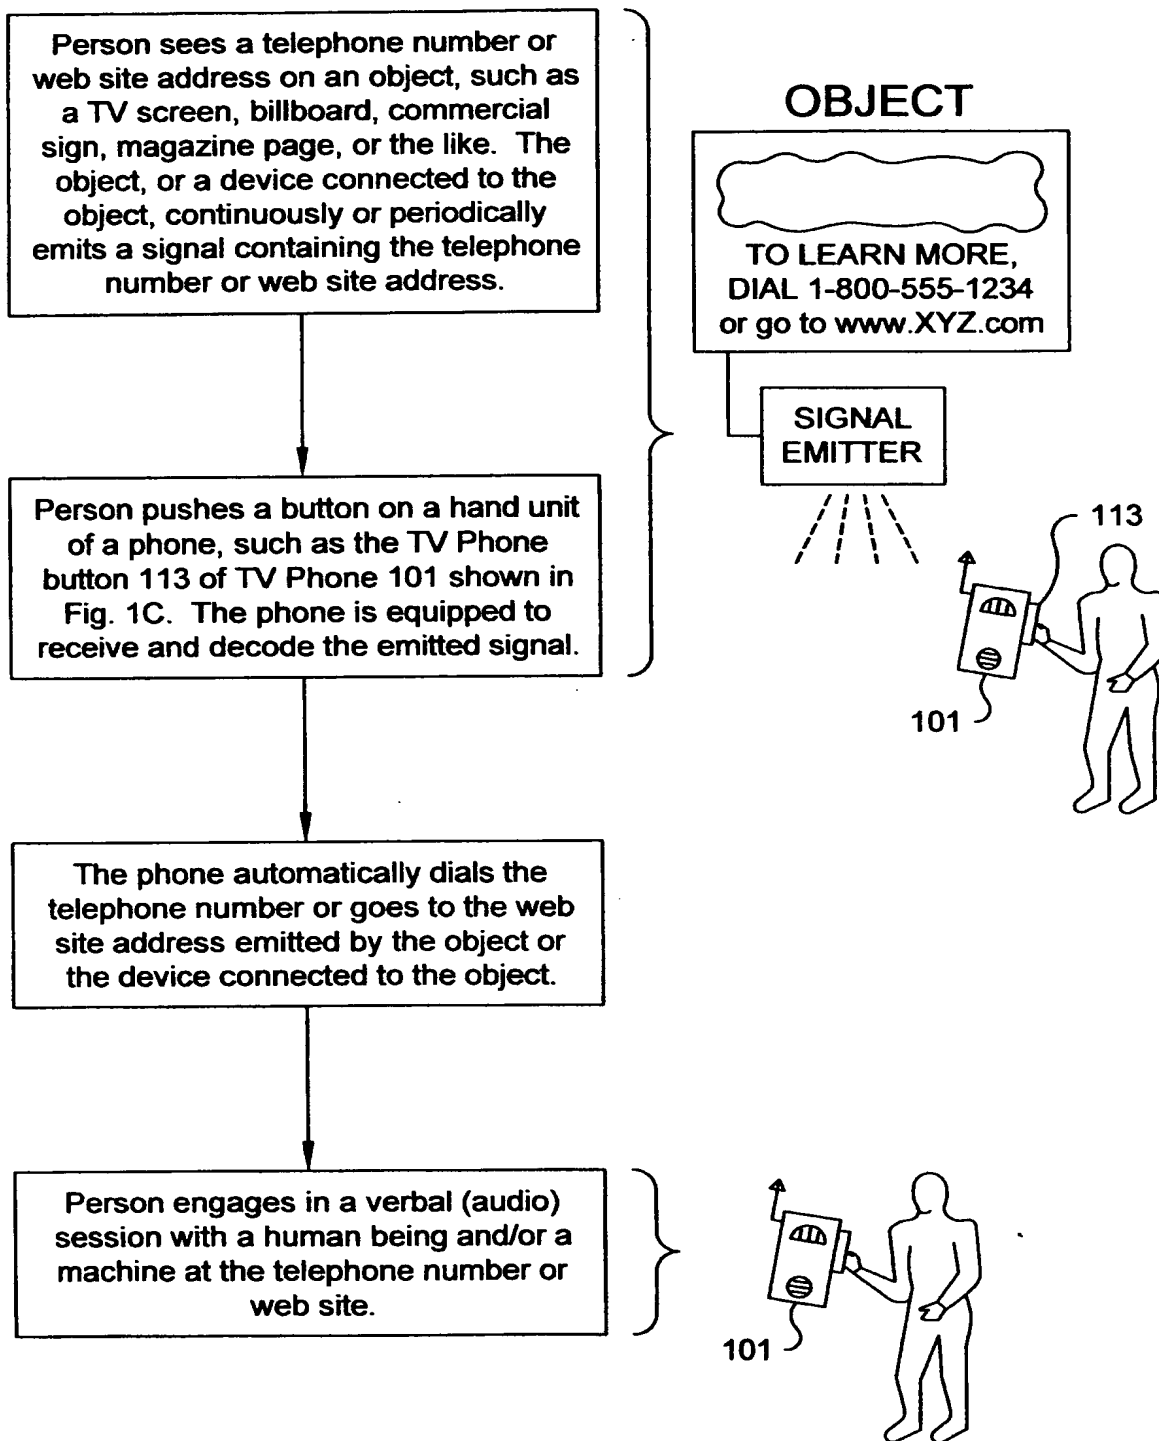 Person sees a telephone number or
web site address on an object, such as
a TV screen, billboard, commercial
sign, magazine page, or the like. The
object, or a device connected to the
object, continuously or periodically
emits a signal containing the telephone
number or web site address.
OBJECT
TO LEARN MORE,
DIAL 1-800-555-1234
or go to www.XYZ.com
SIGNAL
EMITTER
Person pushes a button on a hand unit
of a phone, such as the TV Phone
button 113 of TV Phone 101 shown in
Fig. 1C. The phone is equipped to
receive and decode the emitted signal.
113
101
The phone automatically dials the
telephone number or goes to the web
site address emitted by the object or
the device connected to the object.
Person engages in a verbal (audio)
session with a human being and/or a
machine at the telephone number or
web site.
101